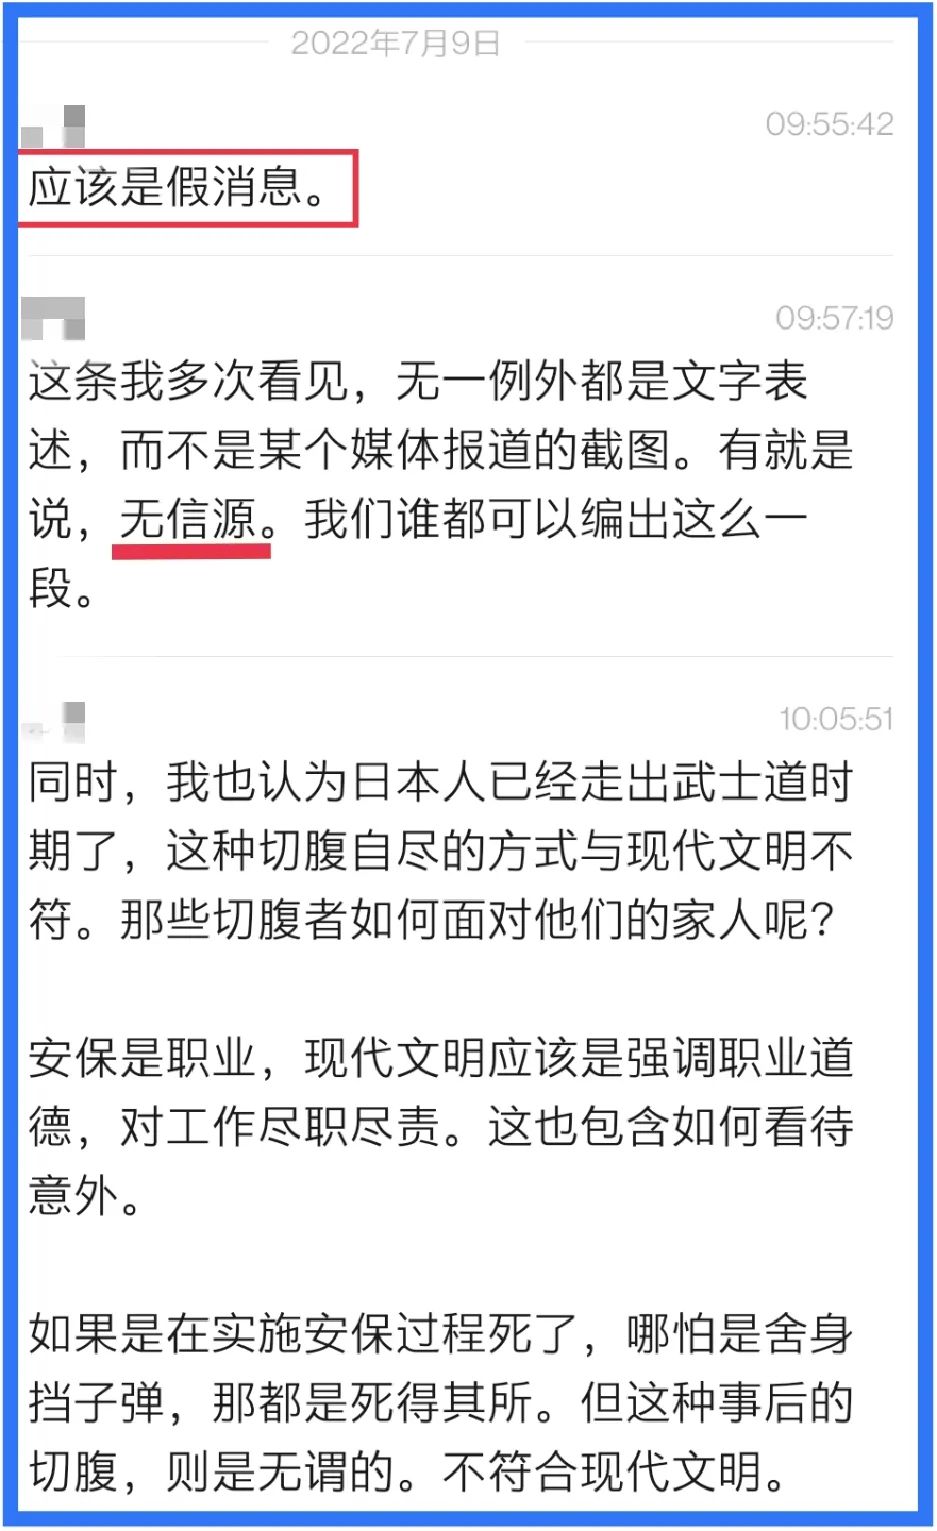 2022年7月9日
09:55:42
应该是假消息。
09:57:19
这条我多次看见，无一例外都是文字表
述，而不是某个媒体报道的截图。有就是
说，无信源。我们谁都可以编出这么一
段。
10:05:51
同时，我也认为日本人已经走出武士道时
期了，这种切腹自尽的方式与现代文明不
符。那些切腹者如何面对他们的家人呢？
安保是职业，现代文明应该是强调职业道
德，对工作尽职尽责。这也包含如何看待
意外。
如果是在实施安保过程死了，哪怕是舍身
挡子弹，那都是死得其所。但这种事后的
切腹，则是无谓的。不符合现代文明。